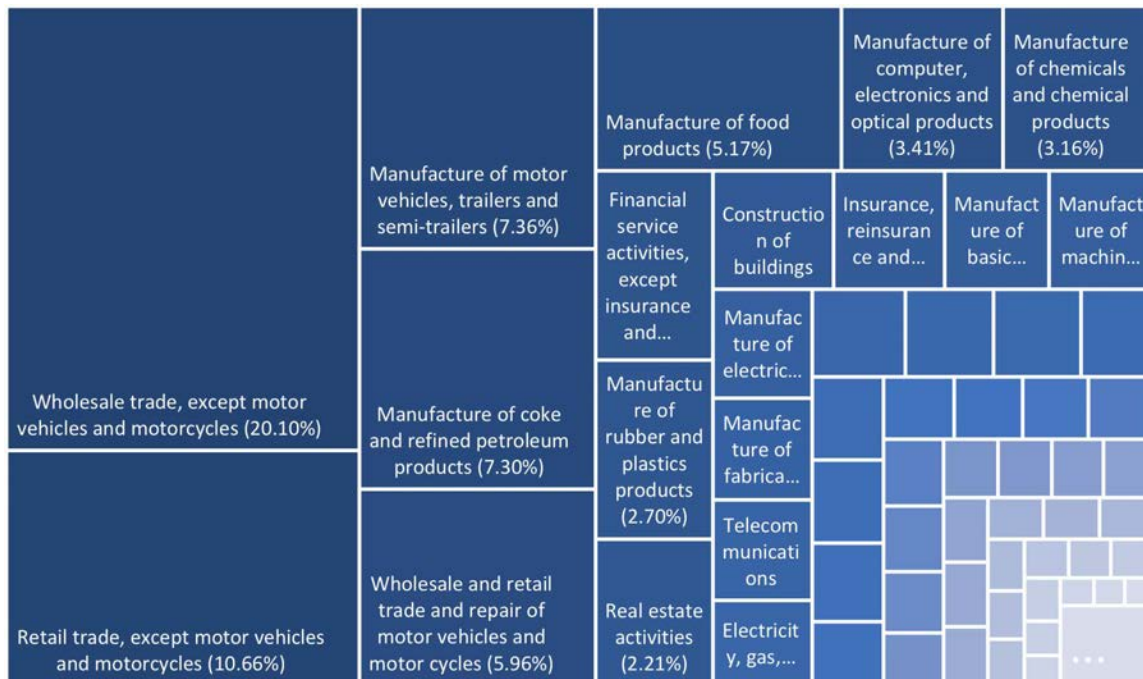 Wholesale trade, except motor
vehicles and motorcycles (20.10%)
Retail trade, except motor vehicles
and motorcycles (10.66%)
Manufacture of motor
vehicles, trailers and
semi-trailers (7.36%)
Manufacture of coke
and refined petroleum
products (7.30%)
Wholesale and retail
trade and repair of
motor vehicles and
motor cycles (5.96%)
Manufacture of food
products (5.17%)
Manufacture of
computer,
electronics and
optical products
(3.41%)
Manufacture
of chemicals
and chemical
products
(3.16%)
Financial
service
activities,
except
insurance
and...
Manufactu
re of
rubber and
plastics
products
(2.70%)
Real estate
activities
(2.21%)
Constructio
n of
buildings
Insurance,
reinsuran
ce and...
Manufact
ure of
basic...
Manufact
ure of
machin...
Manufac
ture of
electric...
Manufac
ture of
fabrica...
Telecom
municati
ons
Electricit
y, gas,...
...